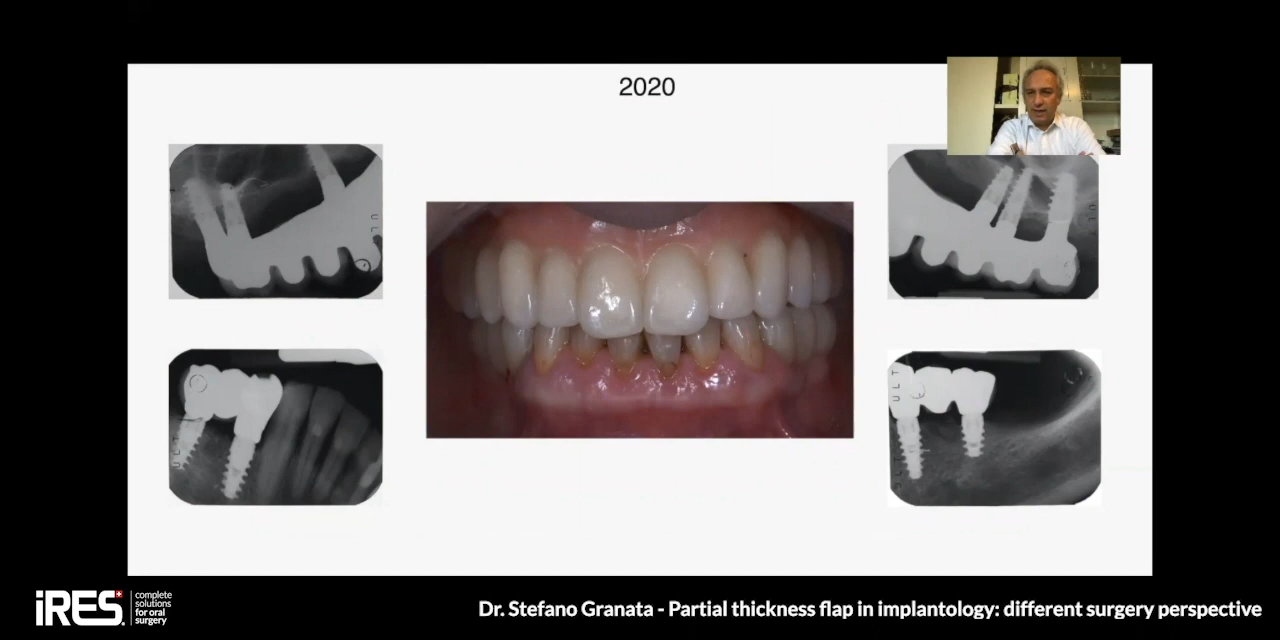 2020
iRES
complete
solutions
for oral
surgery
Dr. Stefano Granata - Partial thickness flap in implantology: different surgery perspective